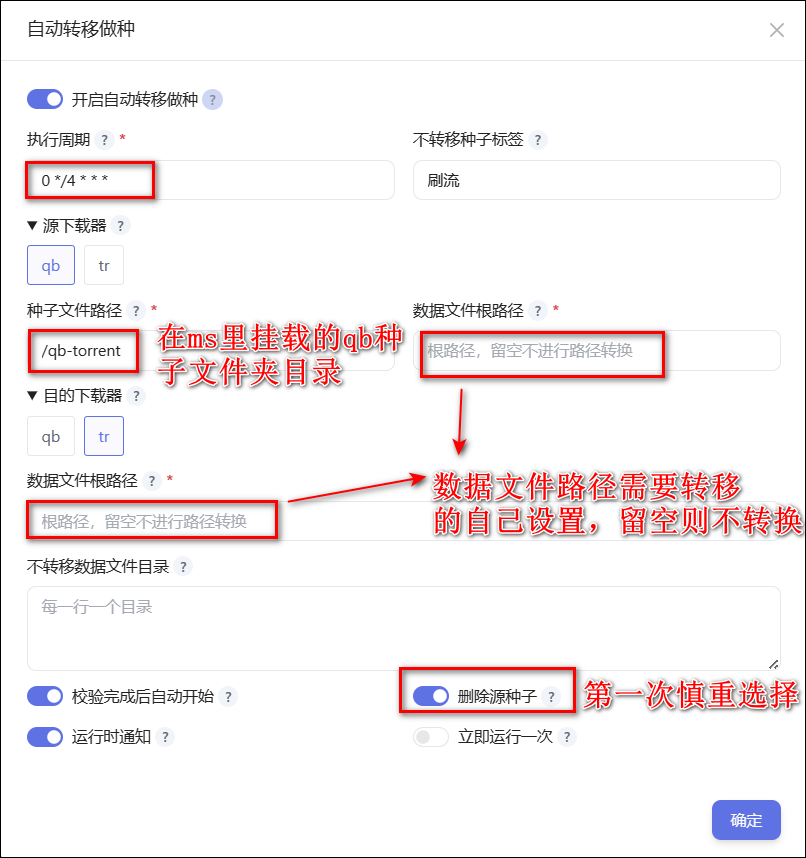 自动转移做种
开启自动转移做种 ?
执行周期 ? *
不转移种子标签 ?
0 */4 * * *
刷流
▼ 源下载器 ?
qb
tr
种子文件路径 ? *
数据文件根路径 ? *
/qb-torrent
在ms里挂载的qb种
子文件夹目录
根路径，留空不进行路径转换
▼ 目的下载器 ?
qb
tr
数据文件根路径 ? *
根路径，留空不进行路径转换
数据文件路径需要转移
的自己设置，留空则不转换
不转移数据文件目录 ?
每一行一个目录
校验完成后自动开始 ?
删除源种子 ?
第一次慎重选择
运行时通知 ?
立即运行一次 ?
确定